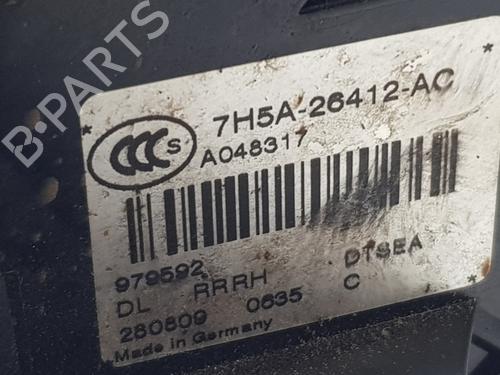 B-PARTS
CCC S 7H5A-26412-AC
A048317
979592 DTSEA
DL RRRH C
280809 0635
Made in Germany